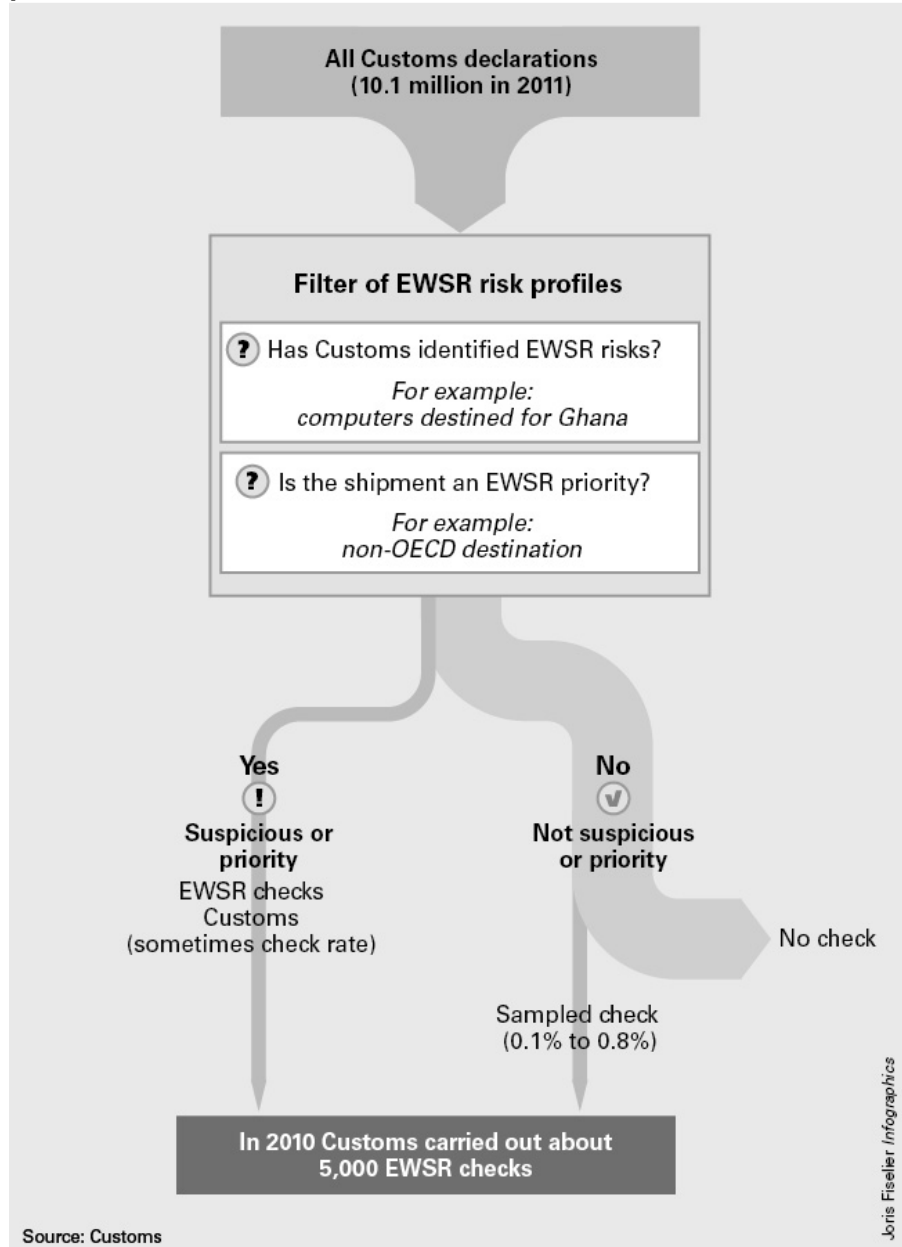 All Customs declarations
(10.1 million in 2011)
Filter of EWSR risk profiles
? Has Customs identified EWSR risks?
For example:
computers destined for Ghana
? Is the shipment an EWSR priority?
For example:
non-OECD destination
Yes
!
Suspicious or
priority
EWSR checks
Customs
(sometimes check rate)
No
Not suspicious
or priority
No check
Sampled check
(0.1% to 0.8%)
In 2010 Customs carried out about
5,000 EWSR checks
Source: Customs
Joris Fiselier Infographics